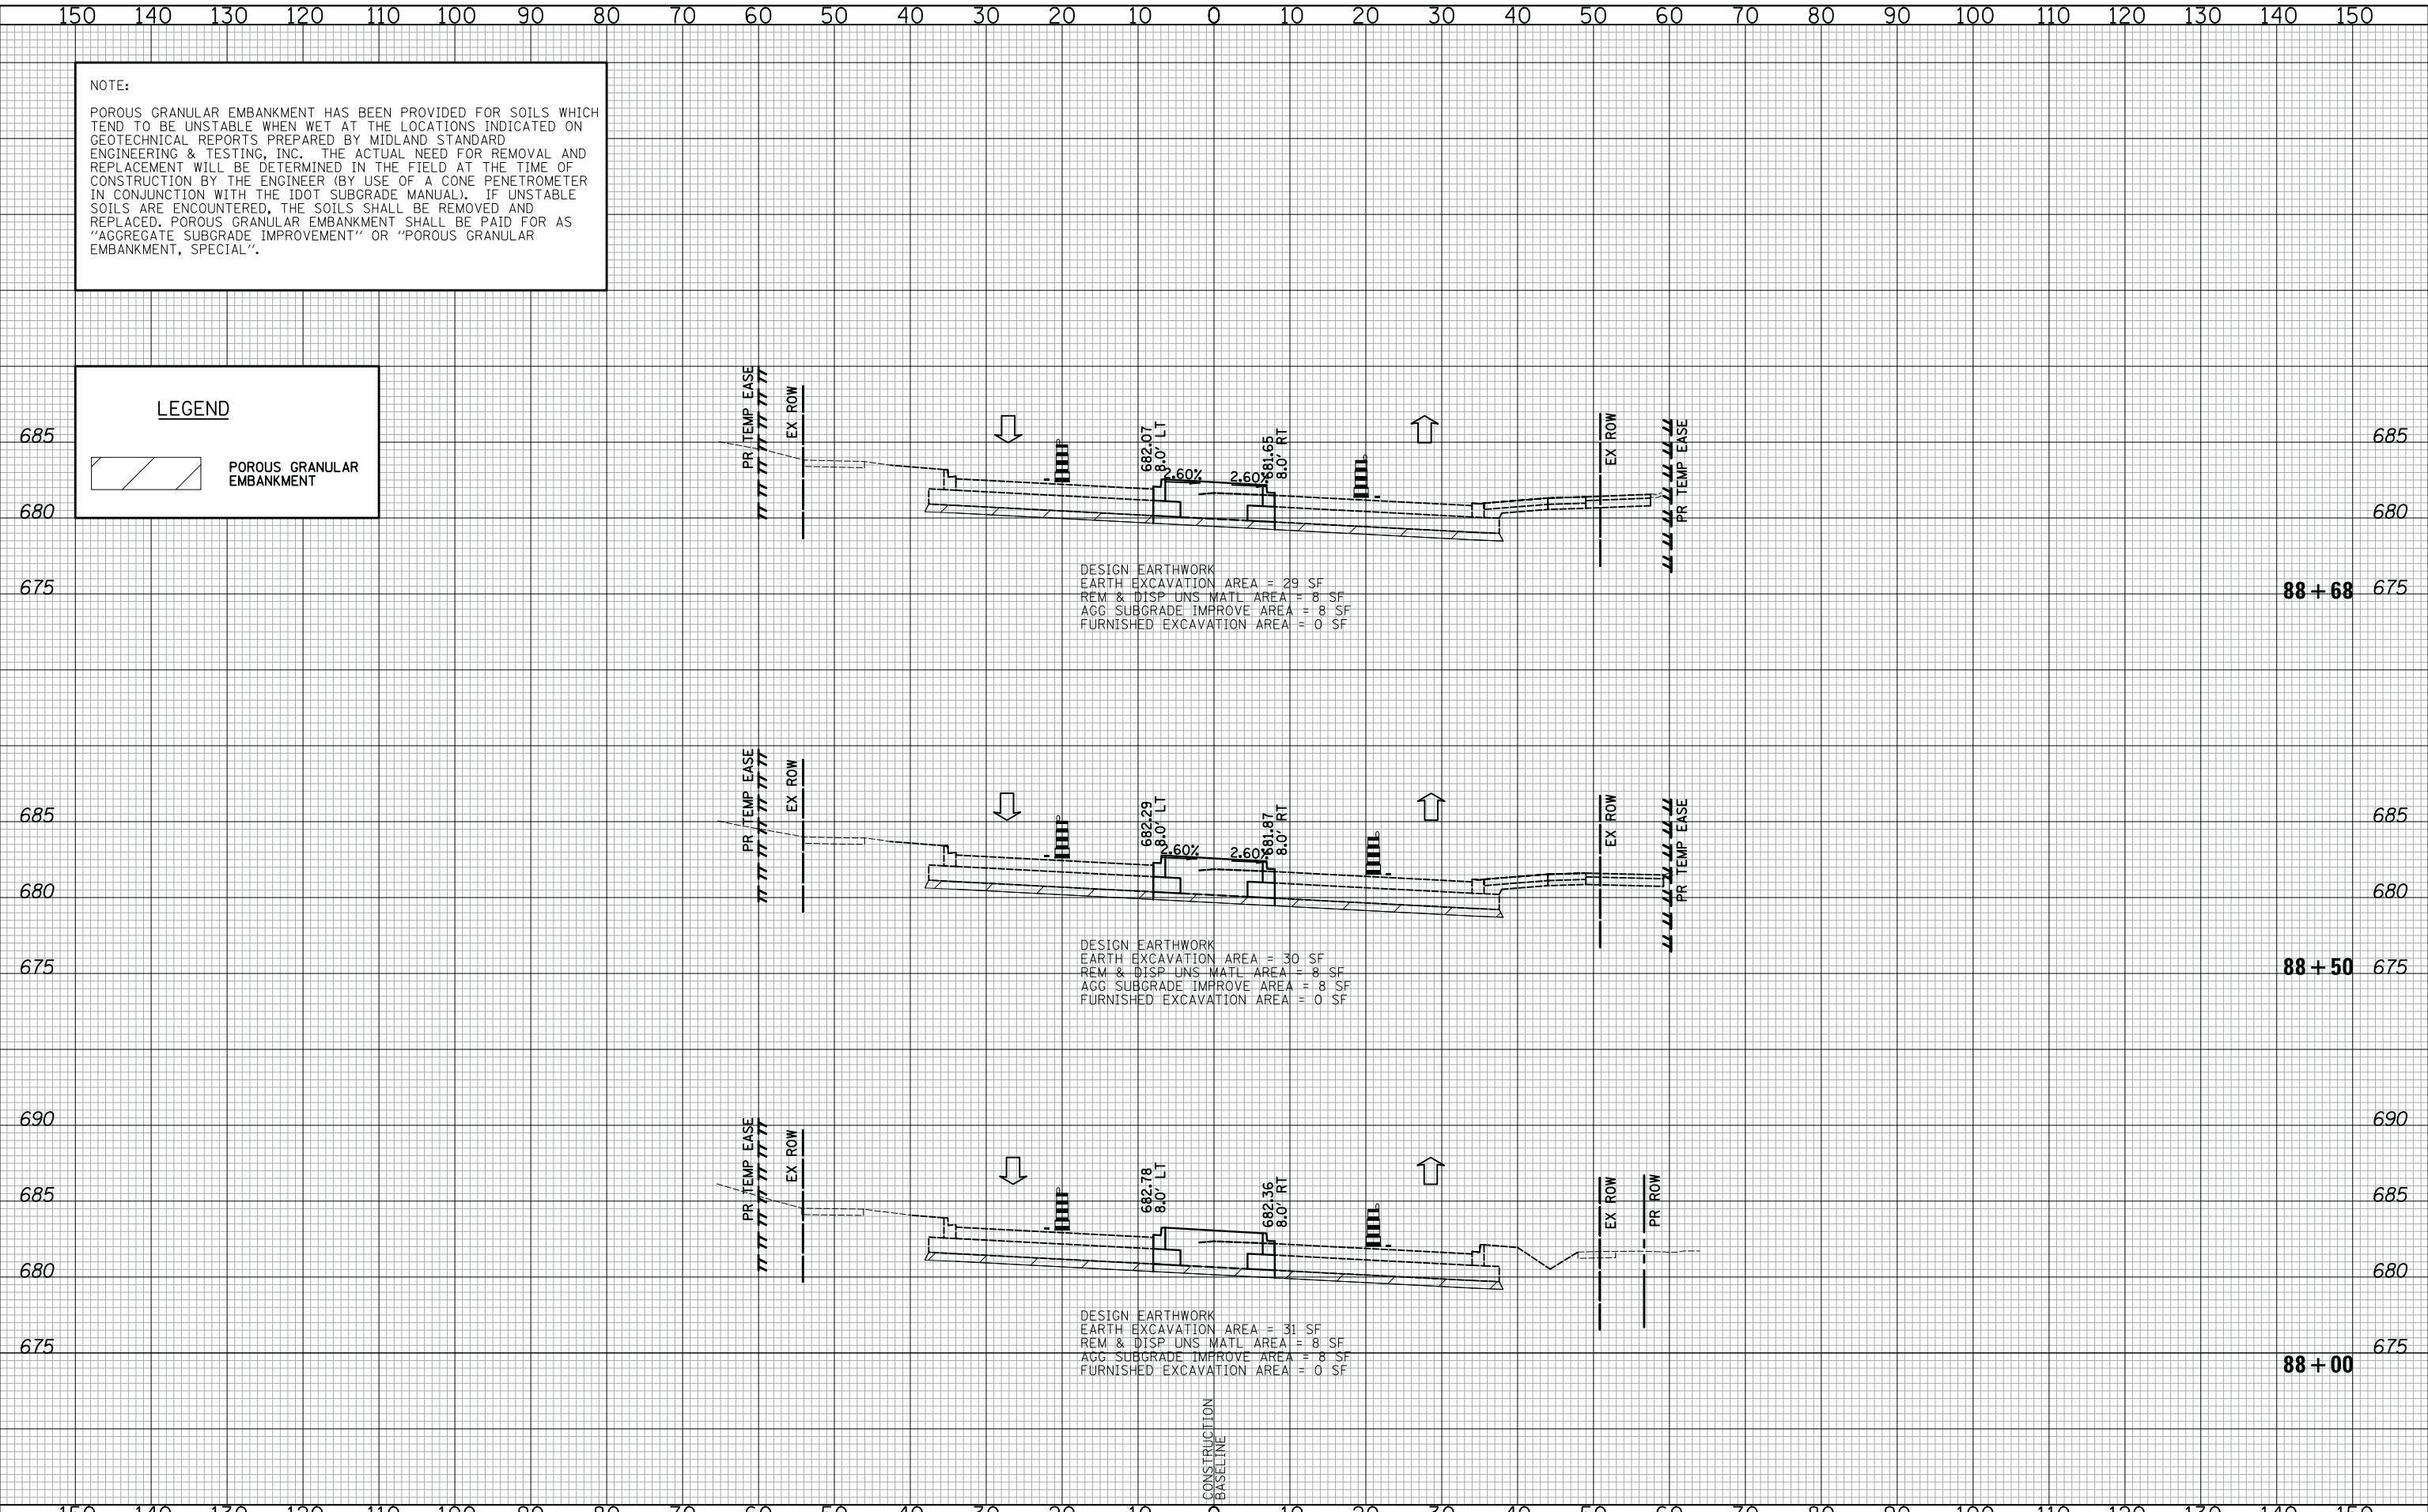 150 140 130 120 110 100 90 80 70 60 50 40 30 20 10 0 10 20 30 40 50 60 70 80 90 100 110 120 130 140 150
NOTE:
POROUS GRANULAR EMBANKMENT HAS BEEN PROVIDED FOR SOILS WHICH
TEND TO BE UNSTABLE WHEN WET AT THE LOCATIONS INDICATED ON
GEOTECHNICAL REPORTS PREPARED BY MIDLAND STANDARD
ENGINEERING & TESTING, INC. THE ACTUAL NEED FOR REMOVAL AND
REPLACEMENT WILL BE DETERMINED IN THE FIELD AT THE TIME OF
CONSTRUCTION BY THE ENGINEER (BY USE OF A CONE PENETROMETER
IN CONJUNCTION WITH THE IDOT SUBGRADE MANUAL). IF UNSTABLE
SOILS ARE ENCOUNTERED, THE SOILS SHALL BE REMOVED AND
REPLACED. POROUS GRANULAR EMBANKMENT SHALL BE PAID FOR AS
"AGGREGATE SUBGRADE IMPROVEMENT" OR "POROUS GRANULAR
EMBANKMENT, SPECIAL".
LEGEND
POROUS GRANULAR
EMBANKMENT
685
680
675
PR TEMP EASE
EX ROW
682.07
8.0' LT
2.60%
2.60%
681.65
8.0' RT
EX ROW
PR TEMP EASE
685
680
675
88+68
DESIGN EARTHWORK
EARTH EXCAVATION AREA = 29 SF
REM & DISP UNS MATL AREA = 8 SF
AGG SUBGRADE IMPROVE AREA = 8 SF
FURNISHED EXCAVATION AREA = 0 SF
685
680
675
PR TEMP EASE
EX ROW
682.29
8.0' LT
2.60%
2.60%
681.87
8.0' RT
EX ROW
PR TEMP EASE
685
680
675
88+50
DESIGN EARTHWORK
EARTH EXCAVATION AREA = 30 SF
REM & DISP UNS MATL AREA = 8 SF
AGG SUBGRADE IMPROVE AREA = 8 SF
FURNISHED EXCAVATION AREA = 0 SF
690
685
680
675
PR TEMP EASE
EX ROW
682.78
8.0' LT
682.36
8.0' RT
EX ROW
PR ROW
690
685
680
675
88+00
DESIGN EARTHWORK
EARTH EXCAVATION AREA = 31 SF
REM & DISP UNS MATL AREA = 8 SF
AGG SUBGRADE IMPROVE AREA = 8 SF
FURNISHED EXCAVATION AREA = 0 SF
CONSTRUCTION
BASELINE
150 140 130 120 110 100 90 80 70 60 50 40 30 20 10 0 10 20 30 40 50 60 70 80 90 100 110 120 130 140 150